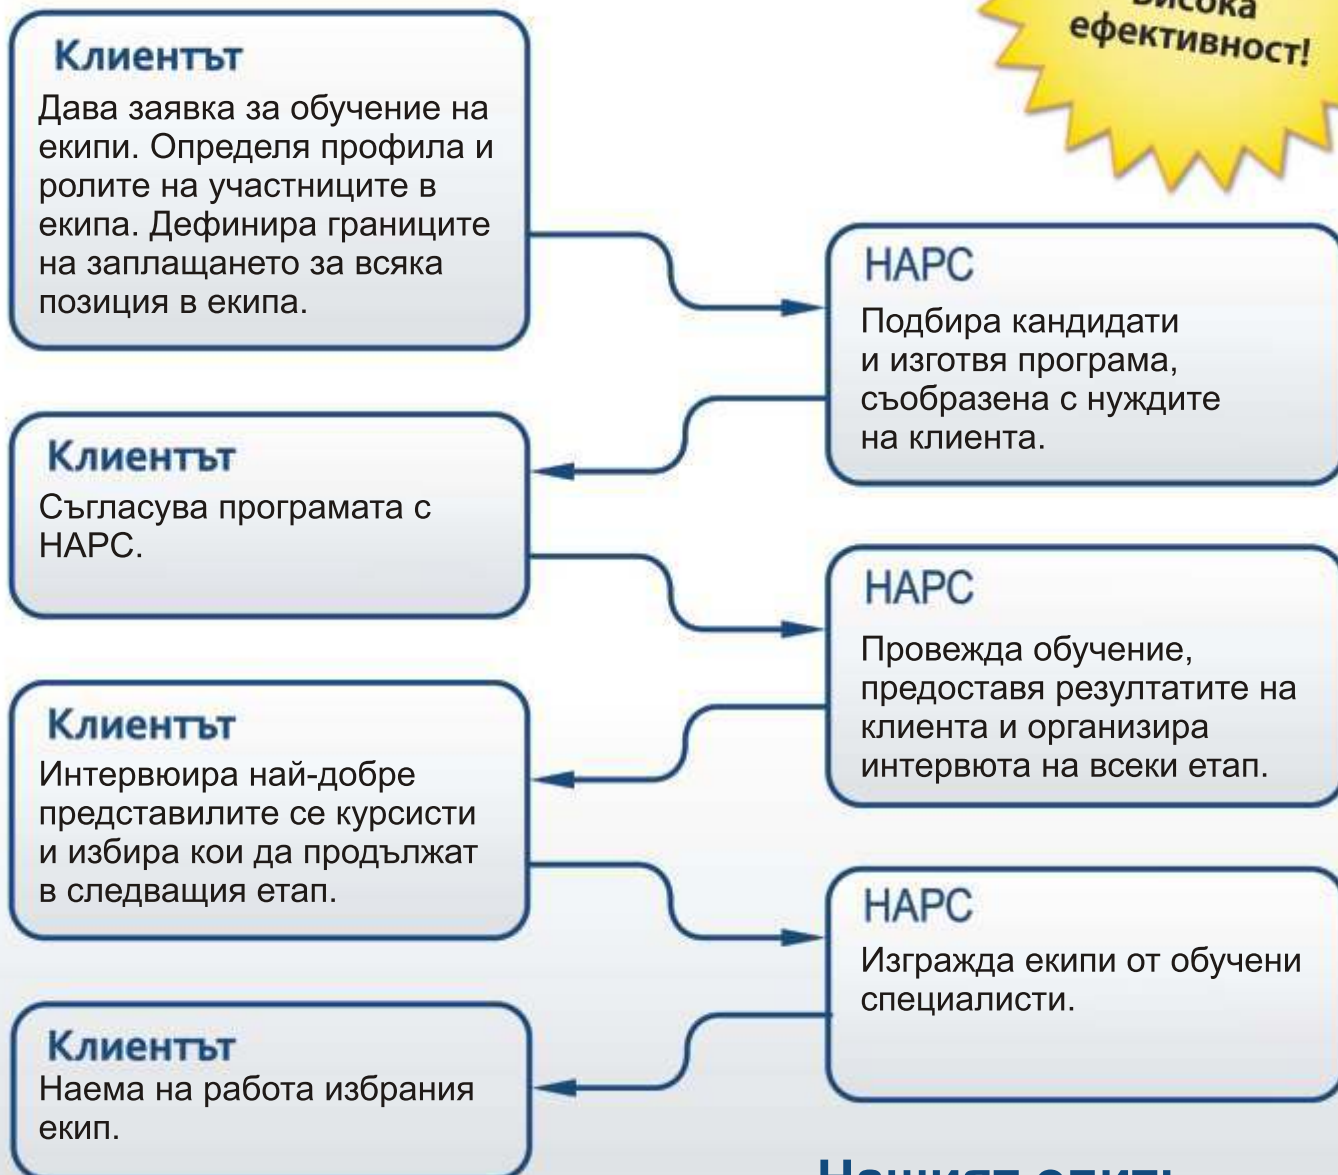 висока
ефективност!
Клиентът
Дава заявка за обучение на
екипи. Определя профила и
ролите на участниците в
екипа. Дефинира границите
на заплащането за всяка
позиция в екипа.
НАРС
Подбира кандидати
и изготвя програма,
съобразена с нуждите
на клиента.
Клиентът
Съгласува програмата с
НАРС.
НАРС
Провежда обучение,
предоставя резултатите на
клиента и организира
интервюта на всеки етап.
Клиентът
Интервюира най-добре
представилите се курсисти
и избира кои да продължат
в следващия етап.
НАРС
Изгражда екипи от обучени
специалисти.
Клиентът
Наема на работа избрания
екип.
Нашият опит: